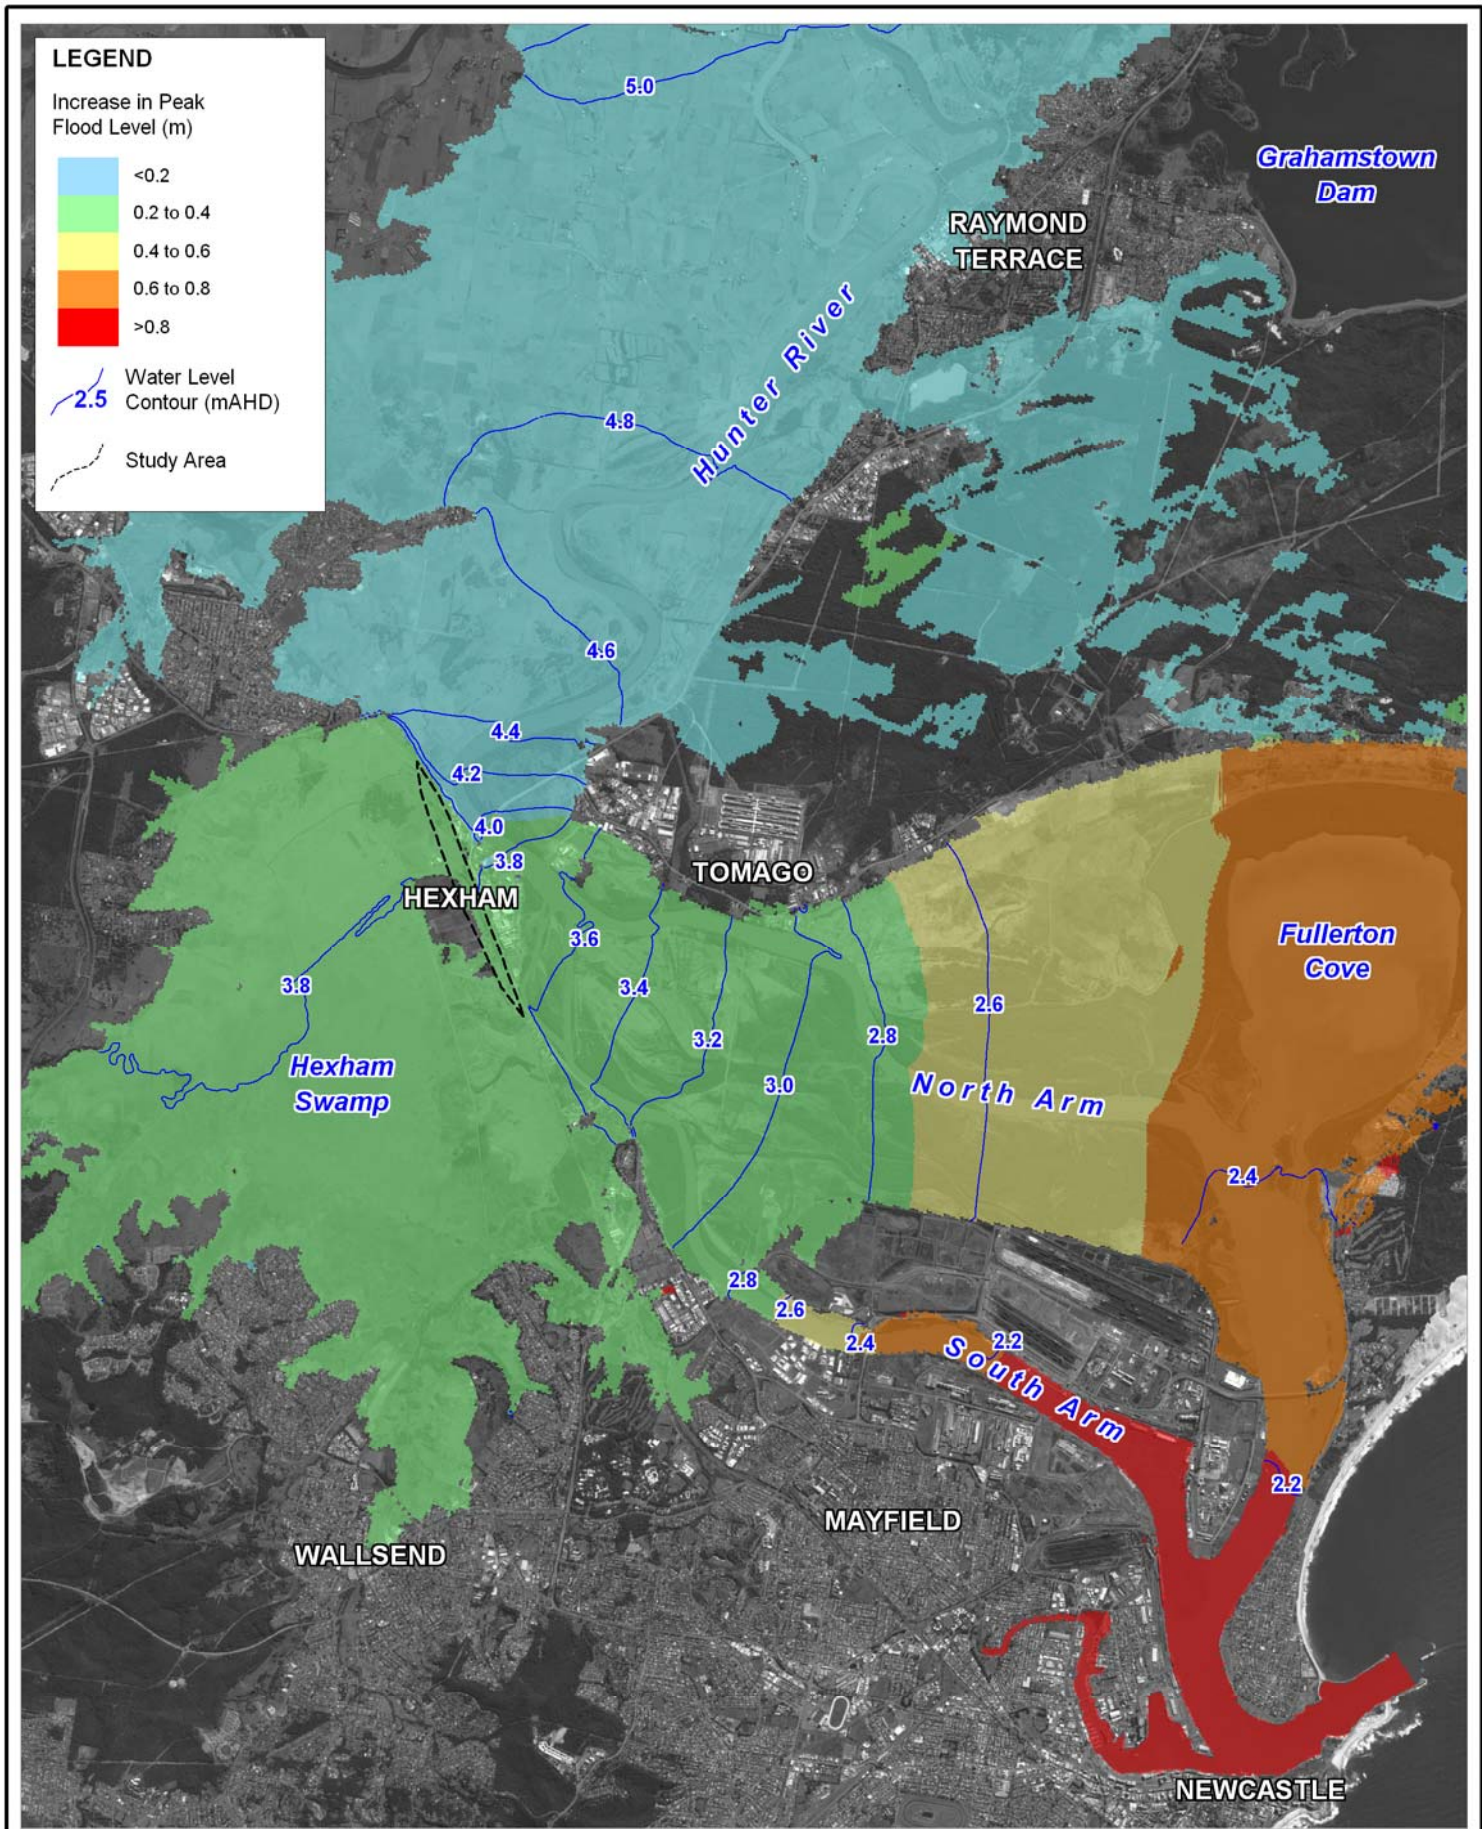 LEGEND
Increase in Peak
Flood Level (m)
<0.2
0.2 to 0.4
0.4 to 0.6
0.6 to 0.8
>0.8
2.5
Water Level
Contour (mAHD)
Study Area
5.0
Grahamstown
Dam
RAYMOND
TERRACE
Hunter River
4.8
4.6
4.4
4.2
4.0
3.8
TOMAGO
HEXHAM
3.6
Fullerton
Cove
3.8
3.4
2.6
3.2
2.8
Hexham
Swamp
3.0
North Arm
2.4
2.8
2.6
2.4
2.2
South Arm
2.2
MAYFIELD
WALLSEND
NEWCASTLE